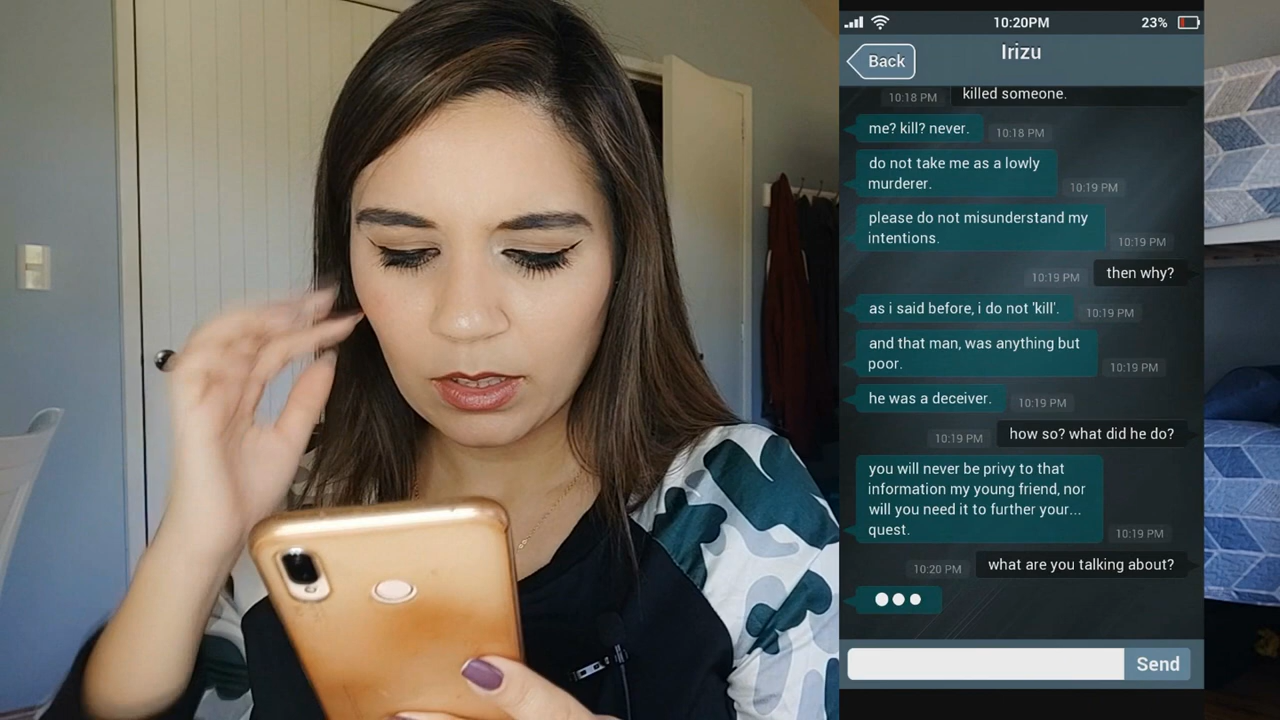 10:20PM
23%
Back
Irizu
killed someone.
10:18 PM
me? kill? never.
10:18 PM
do not take me as a lowly
murderer.
10:19 PM
please do not misunderstand my
intentions.
10:19 PM
then why?
10:19 PM
as i said before, i do not 'kill'.
10:19 PM
and that man, was anything but
poor.
10:19 PM
he was a deceiver.
10:19 PM
how so? what did he do?
10:19 PM
you will never be privy to that
information my young friend, nor
will you need it to further your...
quest.
10:19 PM
what are you talking about?
10:20 PM
Send